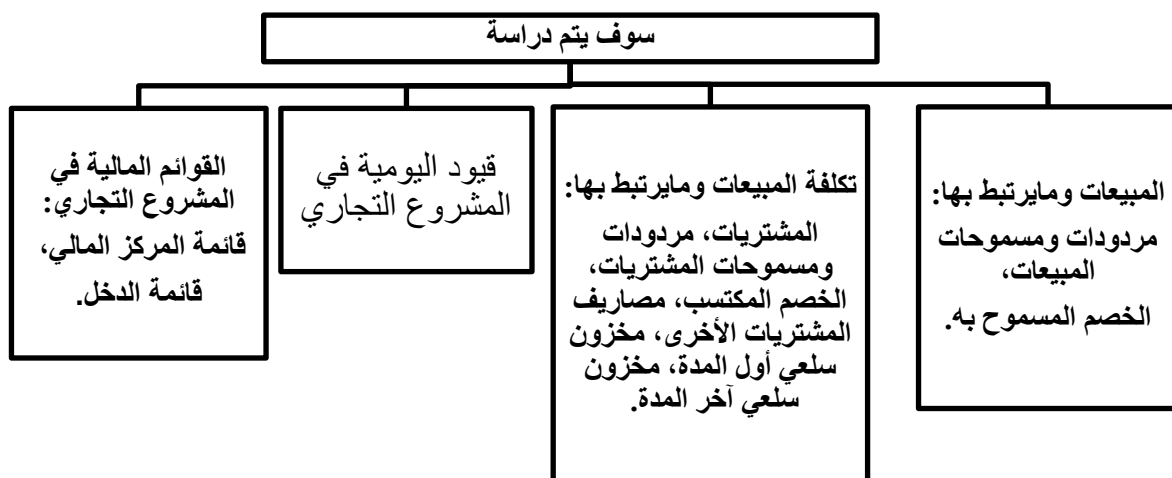 سوف يتم دراسة
المبيعات ومايرتبط بها:
مردودات ومسموحات
المبيعات،
الخصم المسموح به.
تكلفة المبيعات ومايرتبط بها:
المشتريات، مردودات
ومسموحات المشتريات،
الخصم المكتسب، مصاريف
المشتريات الأخرى، مخزون
سلعي أول المدة، مخزون
سلعي آخر المدة.
قيود اليومية في
المشروع التجاري
القوائم المالية في
المشروع التجاري:
قائمة المركز المالي،
قائمة الدخل.